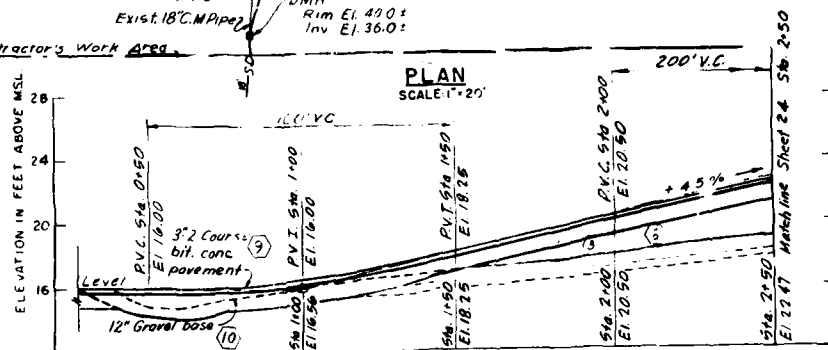 Exist. 18" C.M Pipe
DMH
Rim El. 40.0 ±
Inv El. 36.0 ±
tractor's Work Area
PLAN
SCALE: 1" = 20'
200' V.C.
Matchline Sheet 24 Sta. 2+50
ELEVATION IN FEET ABOVE MSL
28
24
20
16
V.C
P.V.C. Sta. 0+50
El. 16.00
P.V.I. Sta. 1+00
El. 16.00
P.V.T. Sta 1+50
El. 18.25
P.V.C. Sta 2+00
El. 20.50
+ 4.5 %
3" 2 Course
bit. conc
pavement
9
Level
12" Gravel base
10
3
Sta 1+00
El. 16.56
Sta. 1+50
El. 18.25
Sta. 2+00
El. 20.50
Sta. 2+50
El. 22.47